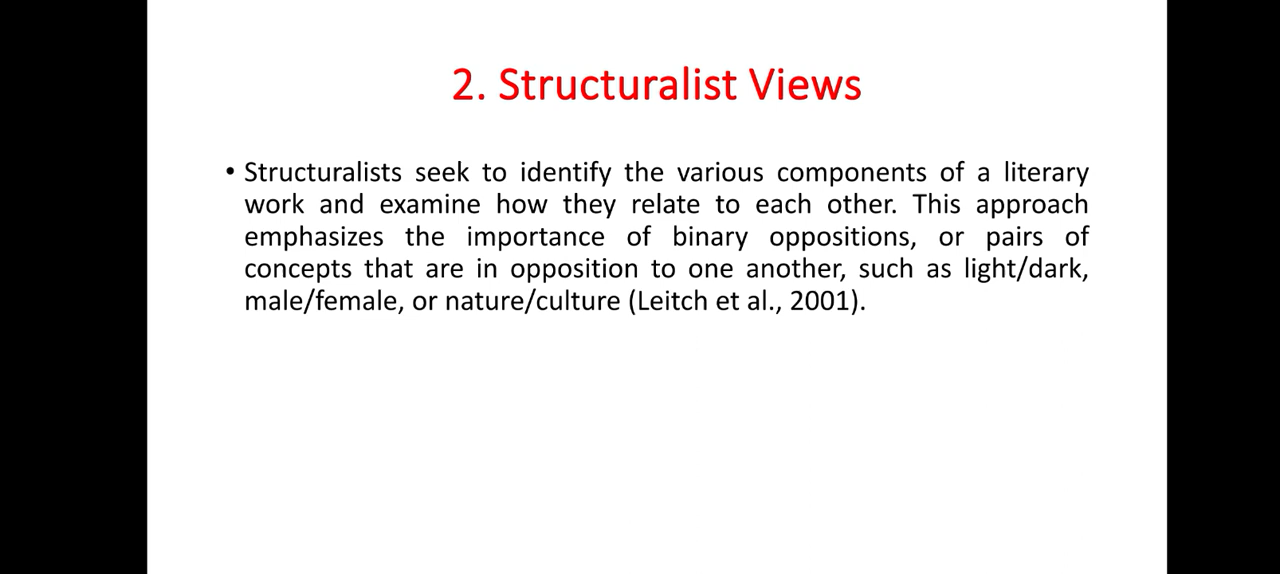 2. Structuralist Views
• Structuralists seek to identify the various components of a literary
work and examine how they relate to each other. This approach
emphasizes the importance of binary oppositions, or pairs of
concepts that are in opposition to one another, such as light/dark,
male/female, or nature/culture (Leitch et al., 2001).